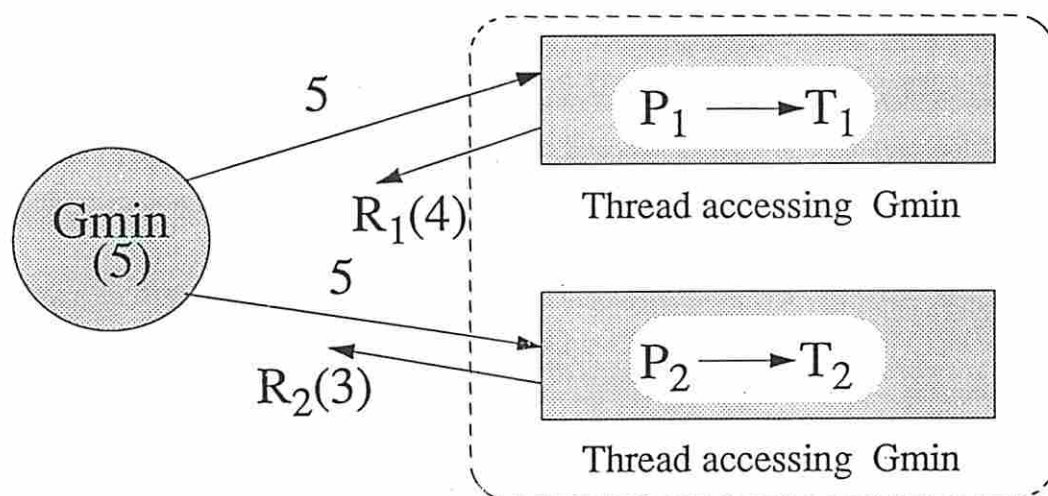 5
P₁ → T₁
Thread accessing Gmin
R₁(4)
Gmin
(5)
5
P₂ → T₂
R₂(3)
Thread accessing Gmin